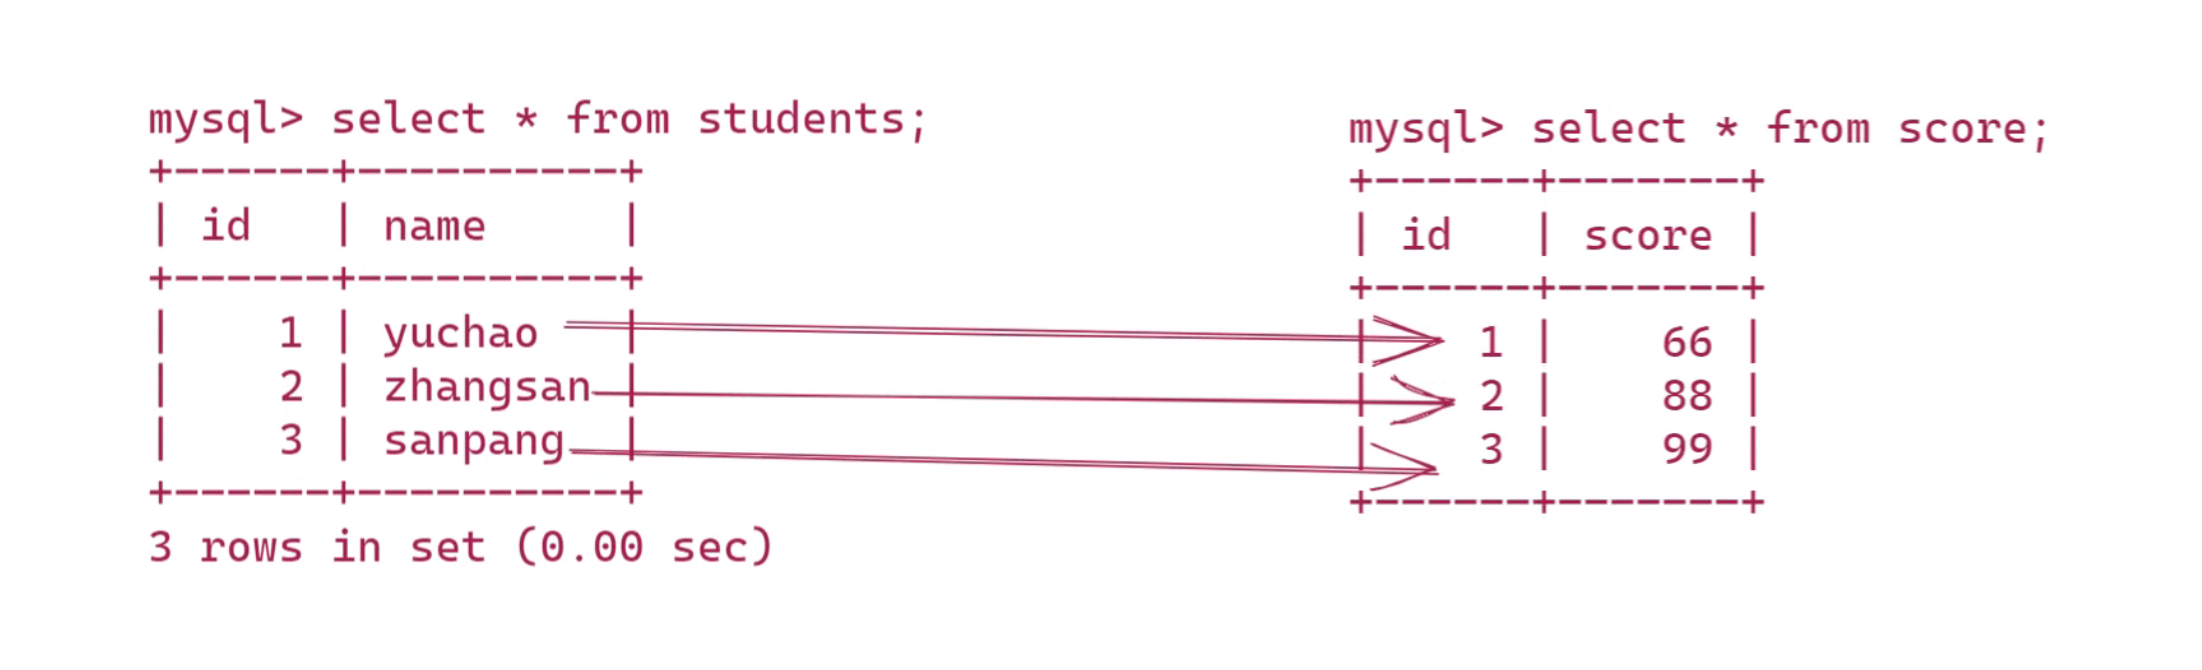 mysql> select * from students;
+------+----------+
| id   | name     |
+------+----------+
|    1 | yuchao   |
|    2 | zhangsan |
|    3 | sanpang  |
+------+----------+
3 rows in set (0.00 sec)
mysql> select * from score;
+------+-------+
| id   | score |
+------+-------+
|    1 |    66 |
|    2 |    88 |
|    3 |    99 |
+------+-------+